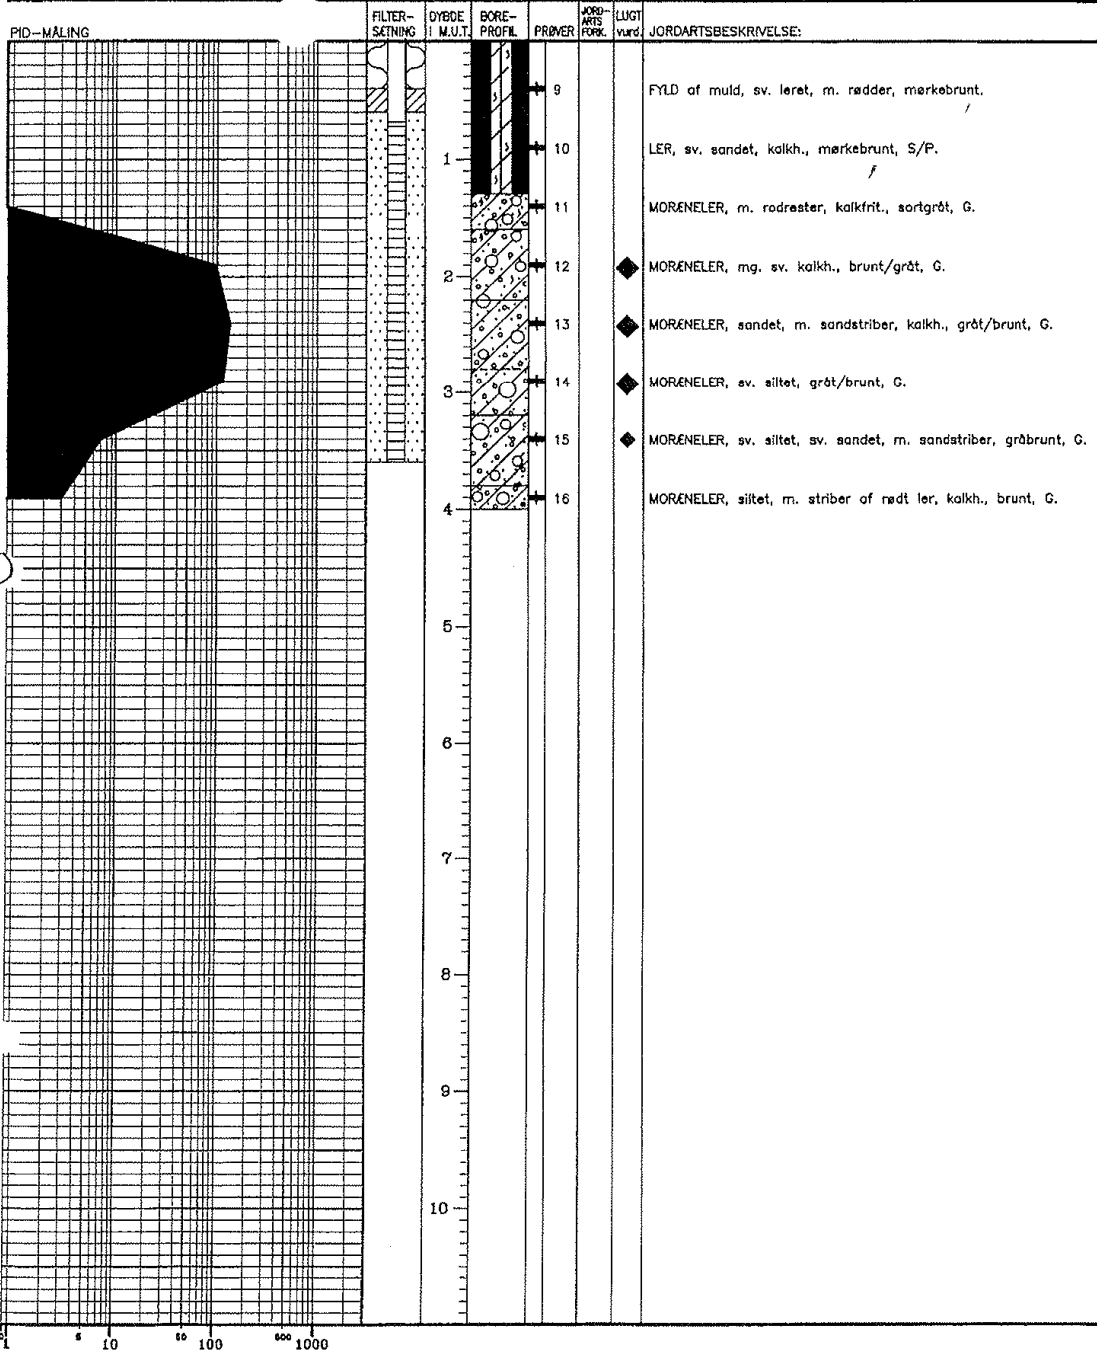 PID-MÅLING
FILTER-SÆTNING
DYBDE I M.U.T.
BORE-PROFIL
PRØVER
JORD-ARTS FORK.
LUGT vurd.
JORDARTSBESKRIVELSE:
9 FYLD af muld, sv. leret, m. rødder, mørkebrunt.
1
10 LER, sv. sandet, kalkh., mørkebrunt, S/P.
11 MORÆNELER, m. rodrester, kalkfrit., sortgråt, G.
2
12 MORÆNELER, mg. sv. kalkh., brunt/gråt, G.
13 MORÆNELER, sandet, m. sandstriber, kalkh., gråt/brunt, G.
3
14 MORÆNELER, sv. siltet, gråt/brunt, G.
15 MORÆNELER, sv. siltet, sv. sandet, m. sandstriber, gråbrunt, G.
4
16 MORÆNELER, siltet, m. striber af rødt ler, kalkh., brunt, G.
5
6
7
8
9
10
1 5 10 50 100 500 1000